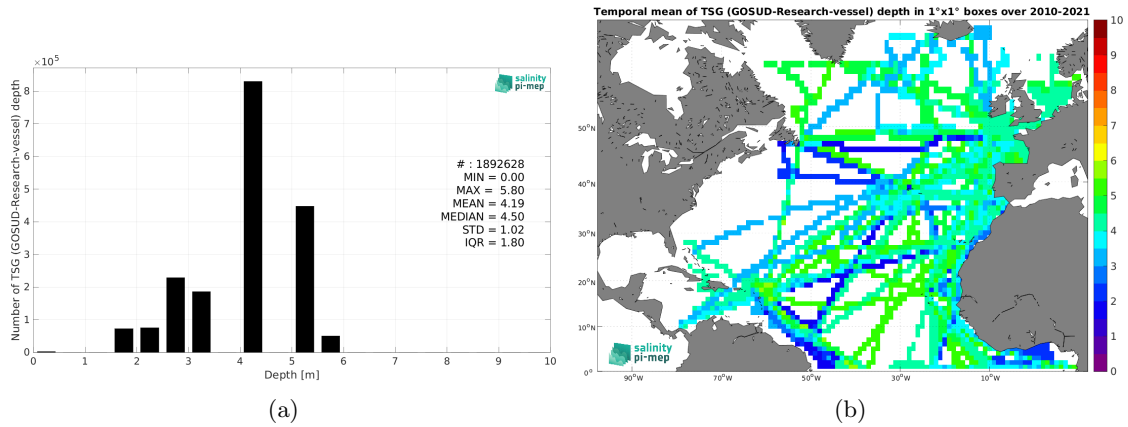 ×10⁵
8
7
6
5
4
3
2
1
0
Number of TSG (GOSUD-Research-vessel) depth
salinity
pi-mep
# : 1892628
MIN = 0.00
MAX = 5.80
MEAN = 4.19
MEDIAN = 4.50
STD = 1.02
IQR = 1.80
0 1 2 3 4 5 6 7 8 9 10
Depth [m]
(a)
Temporal mean of TSG (GOSUD-Research-vessel) depth in 1°x1° boxes over 2010-2021
50°N
40°N
30°N
20°N
10°N
0°
90°W 70°W 50°W 30°W 10°W
salinity
pi-mep
10
9
8
7
6
5
4
3
2
1
0
(b)